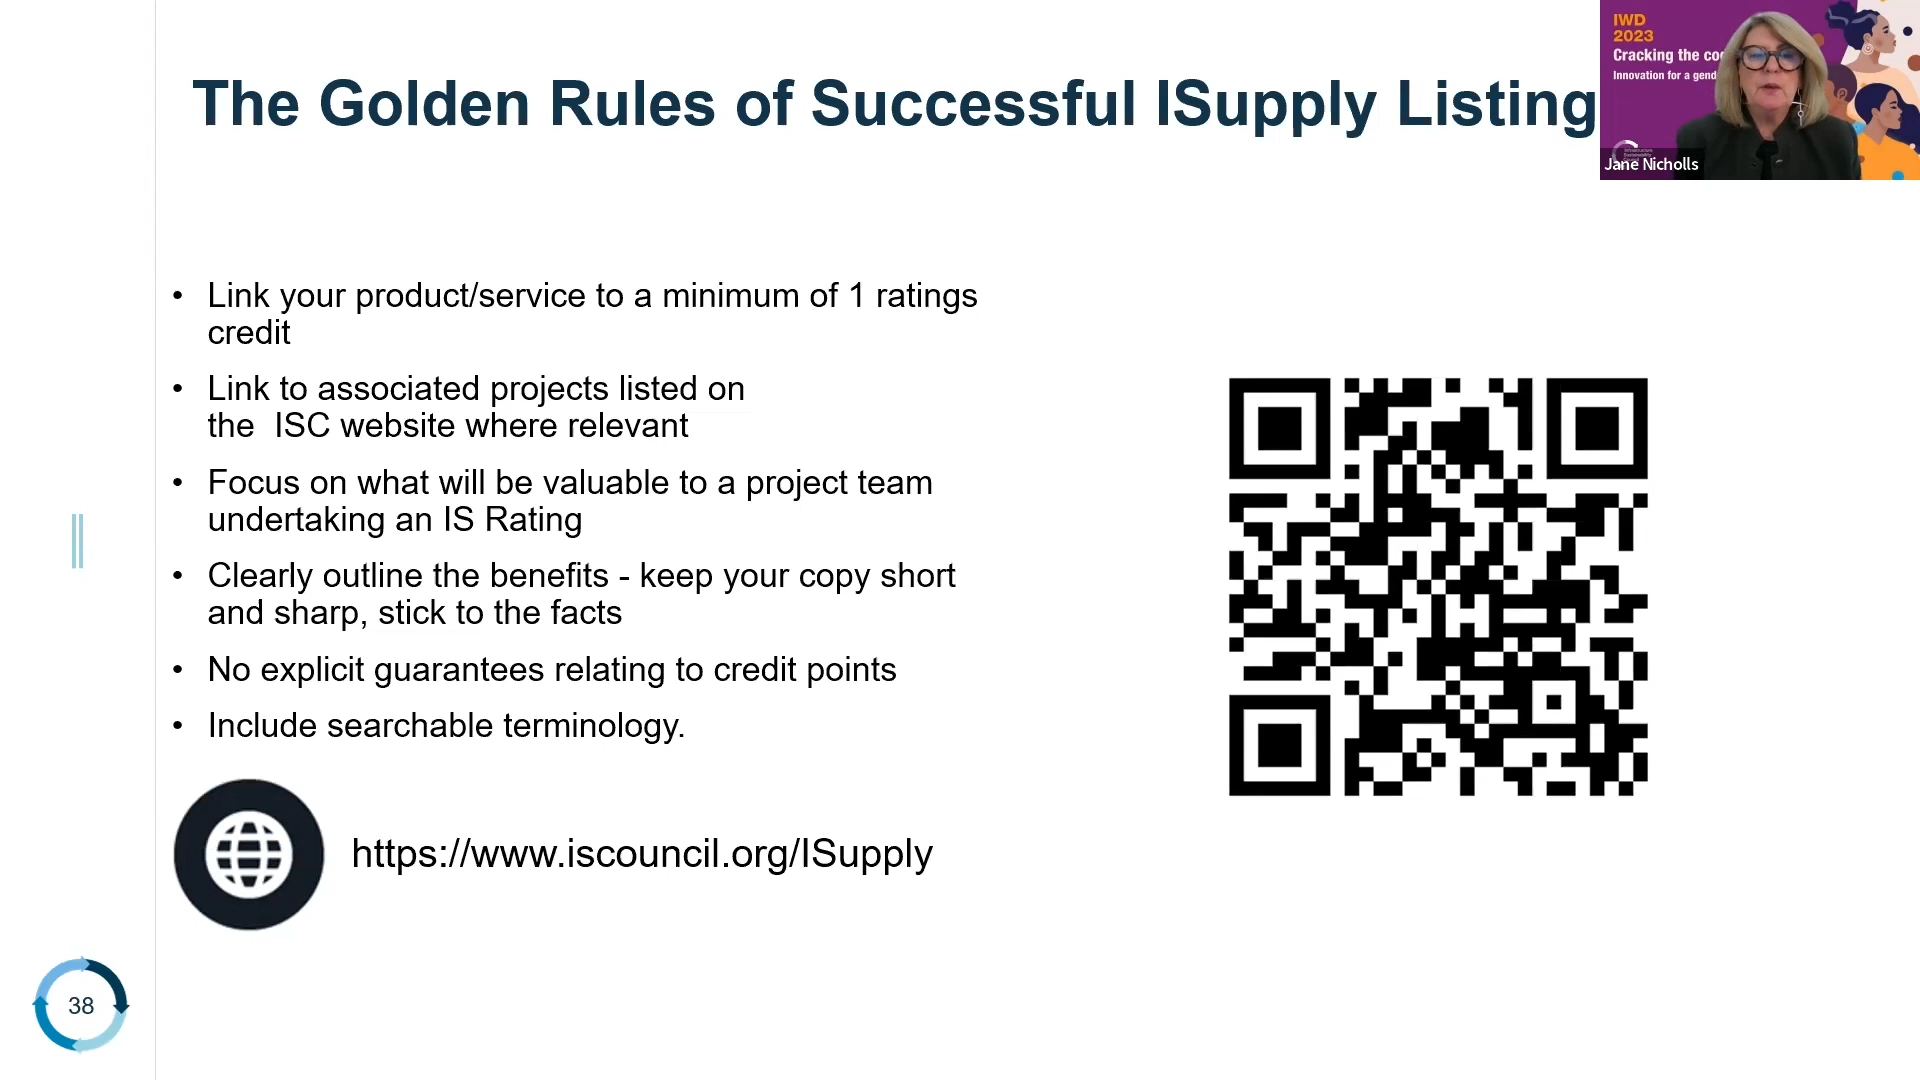 The Golden Rules of Successful ISupply Listing
IWD
2023
Cracking the co
Innovation for a gend
Jane Nicholls
• Link your product/service to a minimum of 1 ratings
credit
• Link to associated projects listed on
the  ISC website where relevant
• Focus on what will be valuable to a project team
undertaking an IS Rating
• Clearly outline the benefits - keep your copy short
and sharp, stick to the facts
• No explicit guarantees relating to credit points
• Include searchable terminology.
https://www.iscouncil.org/ISupply
38